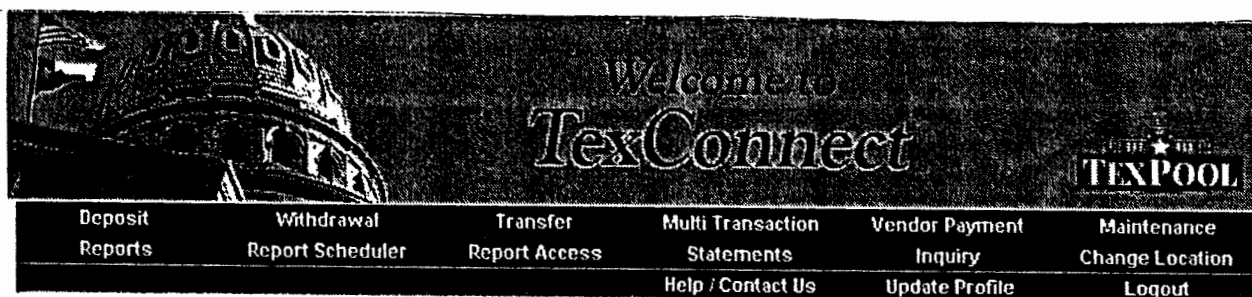 Welcome to
TexConnect
TEXPOOL
Deposit Withdrawal Transfer Multi Transaction Vendor Payment Maintenance
Reports Report Scheduler Report Access Statements Inquiry Change Location
Help / Contact Us Update Profile Logout